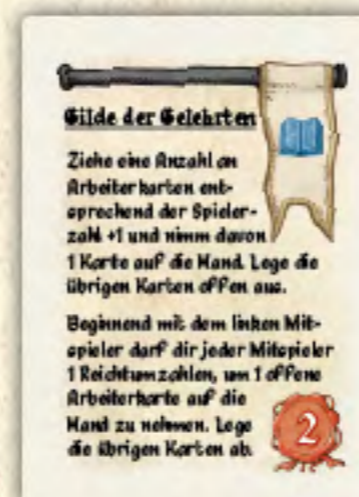 Gilde der Gelehrten
Ziehe eine Anzahl an
Arbeiterkarten ent-
sprechend der Spieler-
zahl +1 und nimm davon
1 Karte auf die Hand. Lege die
übrigen Karten offen aus.
Beginnend mit dem linken Mit-
spieler darf dir jeder Mitspieler
1 Reichtum zahlen, um 1 offene
Arbeiterkarte auf die
Hand zu nehmen. Lege
die übrigen Karten ab.
2